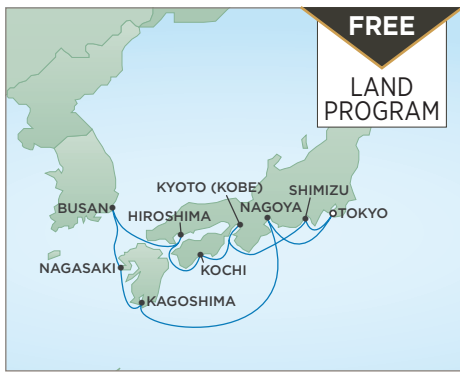 FREE
LAND
PROGRAM
KYOTO (KOBE)
SHIMIZU
NAGOYA
BUSAN
HIROSHIMA
TOKYO
NAGASAKI
KOCHI
KAGOSHIMA